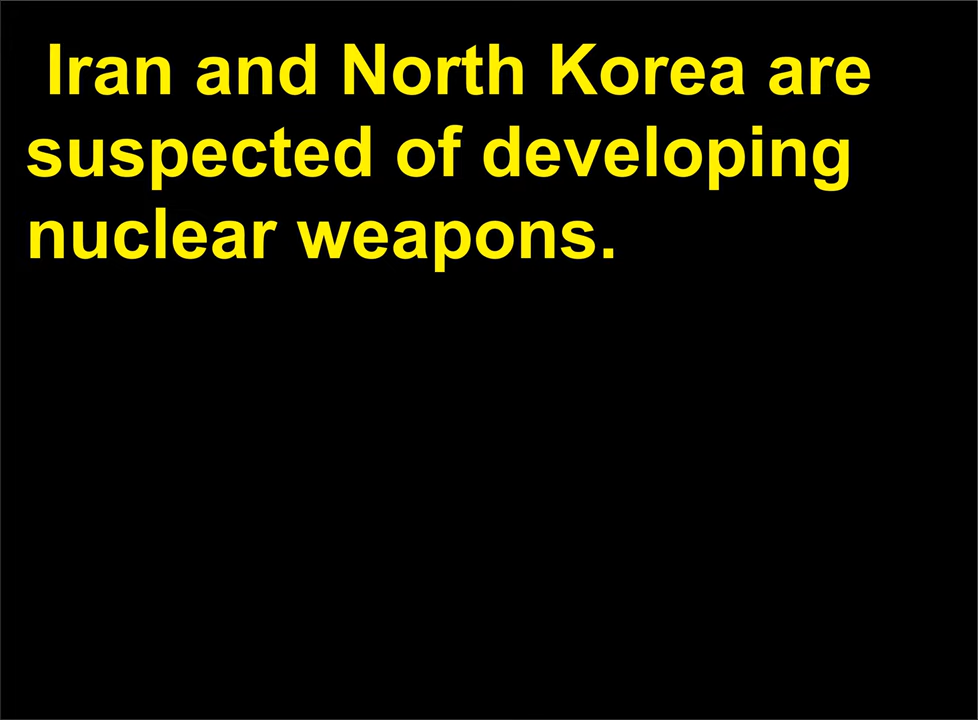 Iran and North Korea are
suspected of developing
nuclear weapons.